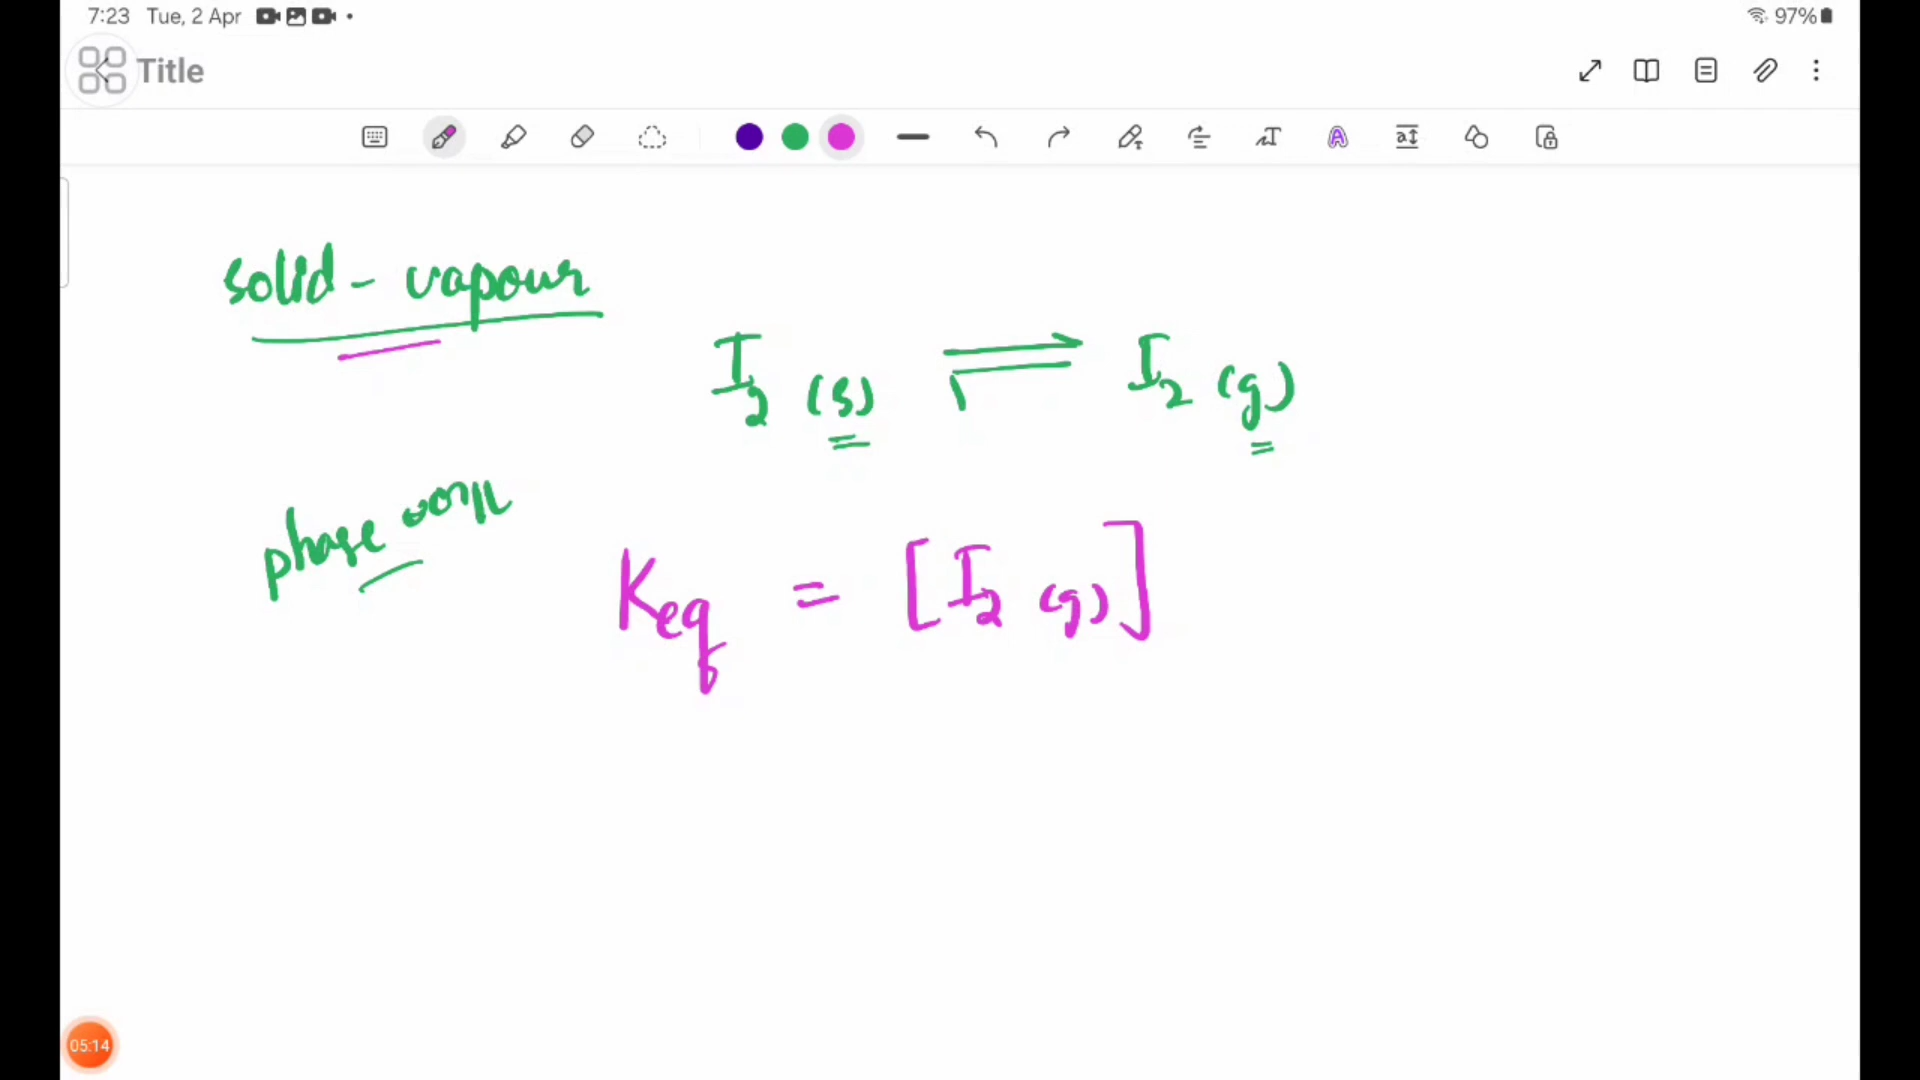 7:23 Tue, 2 Apr
97%
Title
solid - vapour
I₂ (s) ⇌ I₂ (g)
phase
Keq = [I₂ (g)]
05:14